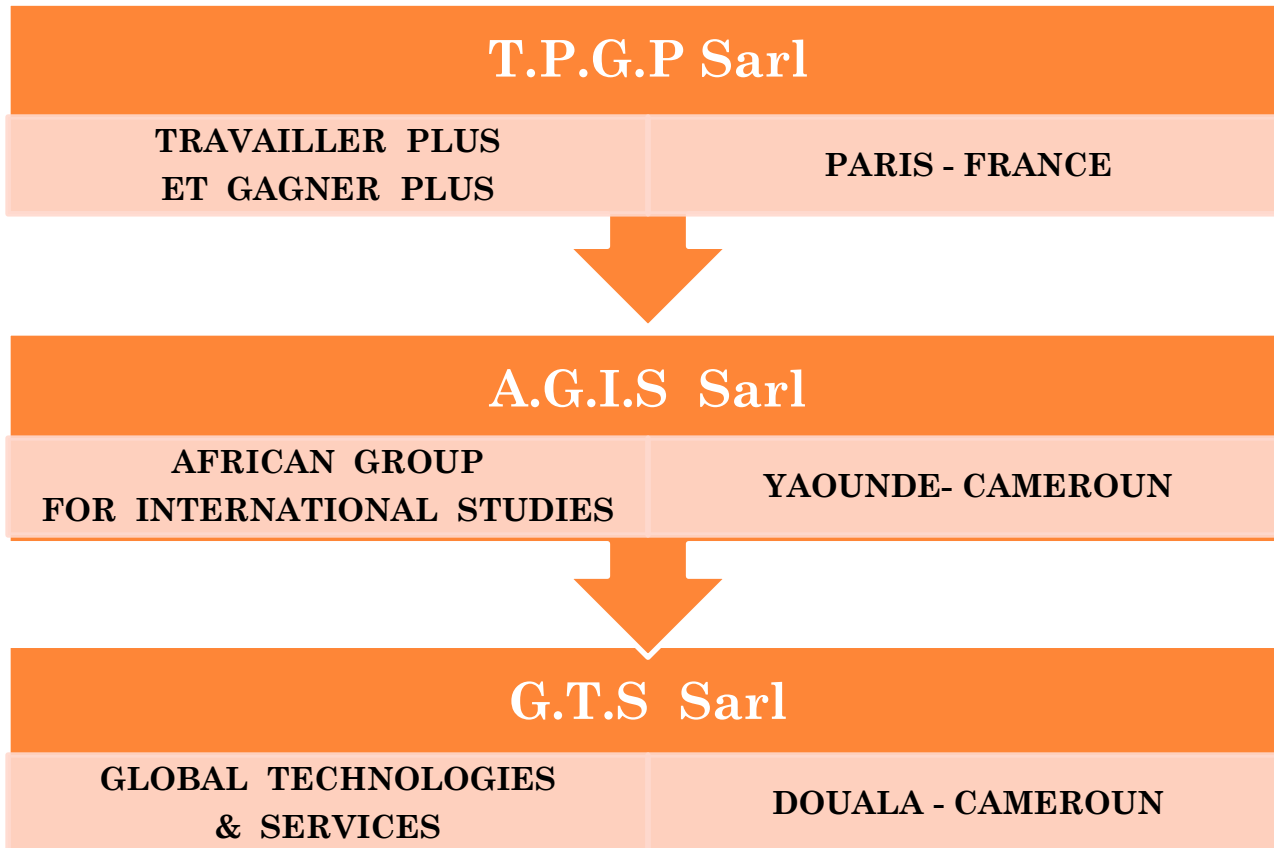 T.P.G.P Sarl
TRAVAILLER PLUS
ET GAGNER PLUS
PARIS - FRANCE
A.G.I.S Sarl
AFRICAN GROUP
FOR INTERNATIONAL STUDIES
YAOUNDE- CAMEROUN
G.T.S Sarl
GLOBAL TECHNOLOGIES
& SERVICES
DOUALA - CAMEROUN